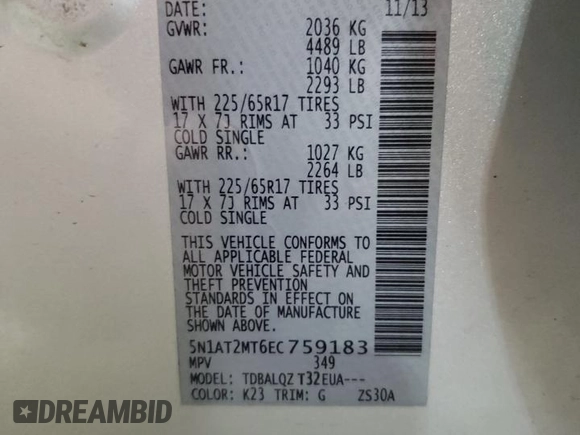 DATE: 11/13
GVWR: 2036 KG
4489 LB
GAWR FR.: 1040 KG
2293 LB
WITH 225/65R17 TIRES
17 X 7J RIMS AT 33 PSI
COLD SINGLE
GAWR RR.: 1027 KG
2264 LB
WITH 225/65R17 TIRES
17 X 7J RIMS AT 33 PSI
COLD SINGLE
THIS VEHICLE CONFORMS TO
ALL APPLICABLE FEDERAL
MOTOR VEHICLE SAFETY AND
THEFT PREVENTION
STANDARDS IN EFFECT ON
THE DATE OF MANUFACTURE
SHOWN ABOVE.
5N1AT2MT6EC759183
MPV 349
MODEL: TDBALQZ T32EUA---
COLOR: K23 TRIM: G ZS30A
DREAMBID
DREAMBID